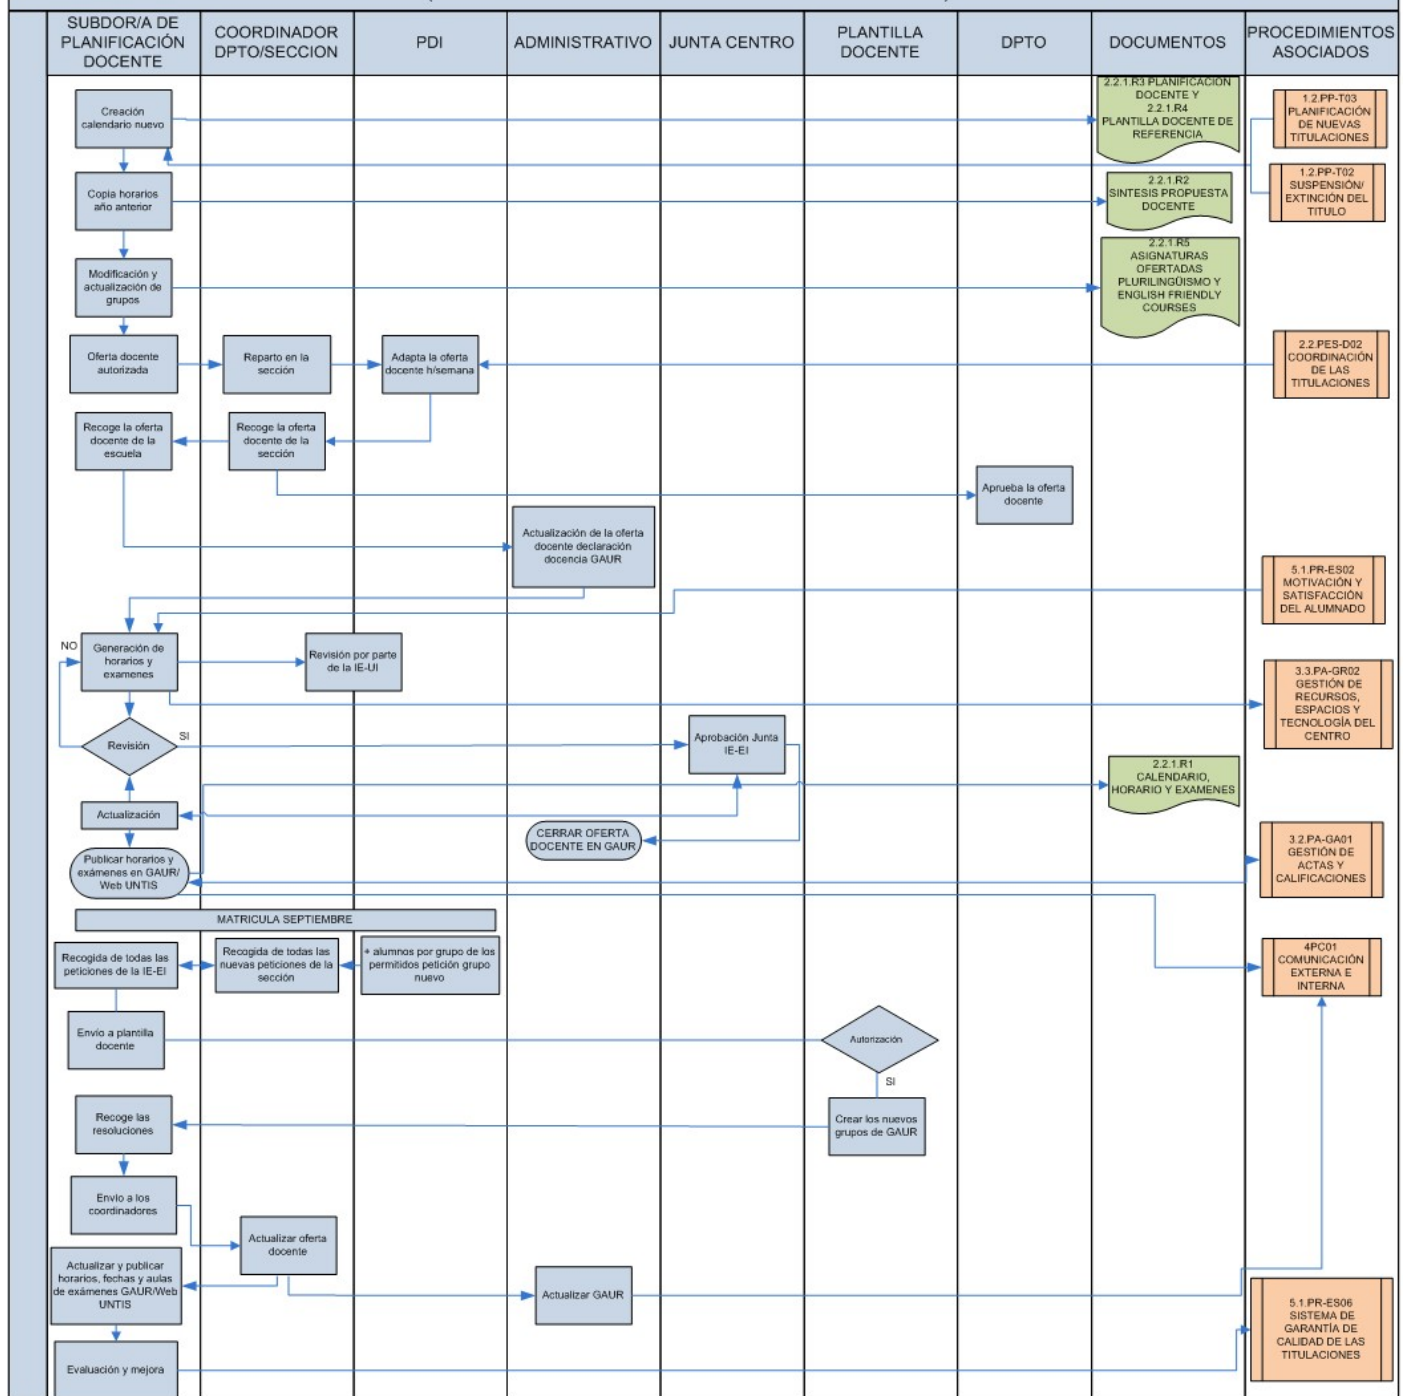 SUBDOR/A DE
PLANIFICACIÓN
DOCENTE
COORDINADOR
DPTO/SECCION
PDI
ADMINISTRATIVO
JUNTA CENTRO
PLANTILLA
DOCENTE
DPTO
DOCUMENTOS
PROCEDIMIENTOS
ASOCIADOS
Creación
calendario nuevo
2.2.1.R3 PLANIFICACIÓN
DOCENTE Y
2.2.1.R4
PLANTILLA DOCENTE DE
REFERENCIA
1.2.PP-T03
PLANIFICACIÓN
DE NUEVAS
TITULACIONES
Copia horarios
año anterior
2.2.1.R2
SINTESIS PROPUESTA
DOCENTE
1.2.PP-T02
SUSPENSIÓN/
EXTINCIÓN DEL
TITULO
Modificación y
actualización de
grupos
2.2.1.R5
ASIGNATURAS
OFERTADAS
PLURILINGÜISMO Y
ENGLISH FRIENDLY
COURSES
Oferta docente
autorizada
Reparto en la
sección
Adapta la oferta
docente h/semana
2.2.PES-D02
COORDINACIÓN
DE LAS
TITULACIONES
Recoge la oferta
docente de la
escuela
Recoge la oferta
docente de la
sección
Aprueba la oferta
docente
Actualización de la oferta
docente declaración
docencia GAUR
5.1.PR-ES02
MOTIVACIÓN Y
SATISFACCIÓN
DEL ALUMNADO
NO
Generación de
horarios y
examenes
Revisión por parte
de la IE-UI
3.3.PA-GR02
GESTIÓN DE
RECURSOS,
ESPACIOS Y
TECNOLOGÍA DEL
CENTRO
Revisión
SI
Aprobación Junta
IE-EI
2.2.1.R1
CALENDARIO,
HORARIO Y EXAMENES
Actualización
CERRAR OFERTA
DOCENTE EN GAUR
Publicar horarios y
exámenes en GAUR/
Web UNTIS
3.2.PA-GA01
GESTIÓN DE
ACTAS Y
CALIFICACIONES
MATRICULA SEPTIEMBRE
Recogida de todas las
peticiones de la IE-EI
Recogida de todas las
nuevas peticiones de la
sección
+ alumnos por grupo de los
permitidos petición grupo
nuevo
4PC01
COMUNICACIÓN
EXTERNA E
INTERNA
Envío a plantilla
docente
Autorización
SI
Recoge las
resoluciones
Crear los nuevos
grupos de GAUR
Envío a los
coordinadores
Actualizar oferta
docente
Actualizar y publicar
horarios, fechas y aulas
de exámenes GAUR/Web
UNTIS
Actualizar GAUR
5.1.PR-ES06
SISTEMA DE
GARANTÍA DE
CALIDAD DE LAS
TITULACIONES
Evaluación y mejora